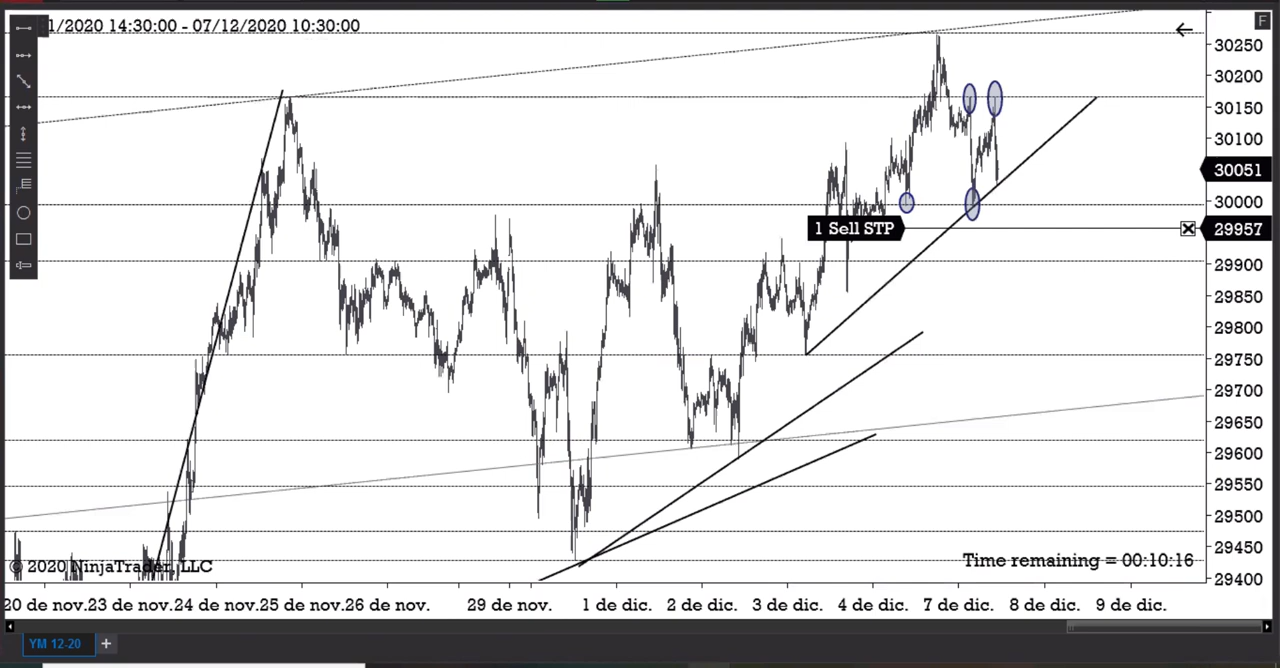 1/2020 14:30:00 - 07/12/2020 10:30:00
F
30250
30200
30150
30100
30051
30000
1 Sell STP
29957
29900
29850
29800
29750
29700
29650
29600
29550
29500
29450
29400
© 2020 NinjaTrader, LLC
Time remaining = 00:10:16
20 de nov. 23 de nov. 24 de nov. 25 de nov. 26 de nov. 29 de nov. 1 de dic. 2 de dic. 3 de dic. 4 de dic. 7 de dic. 8 de dic. 9 de dic.
YM 12-20 +